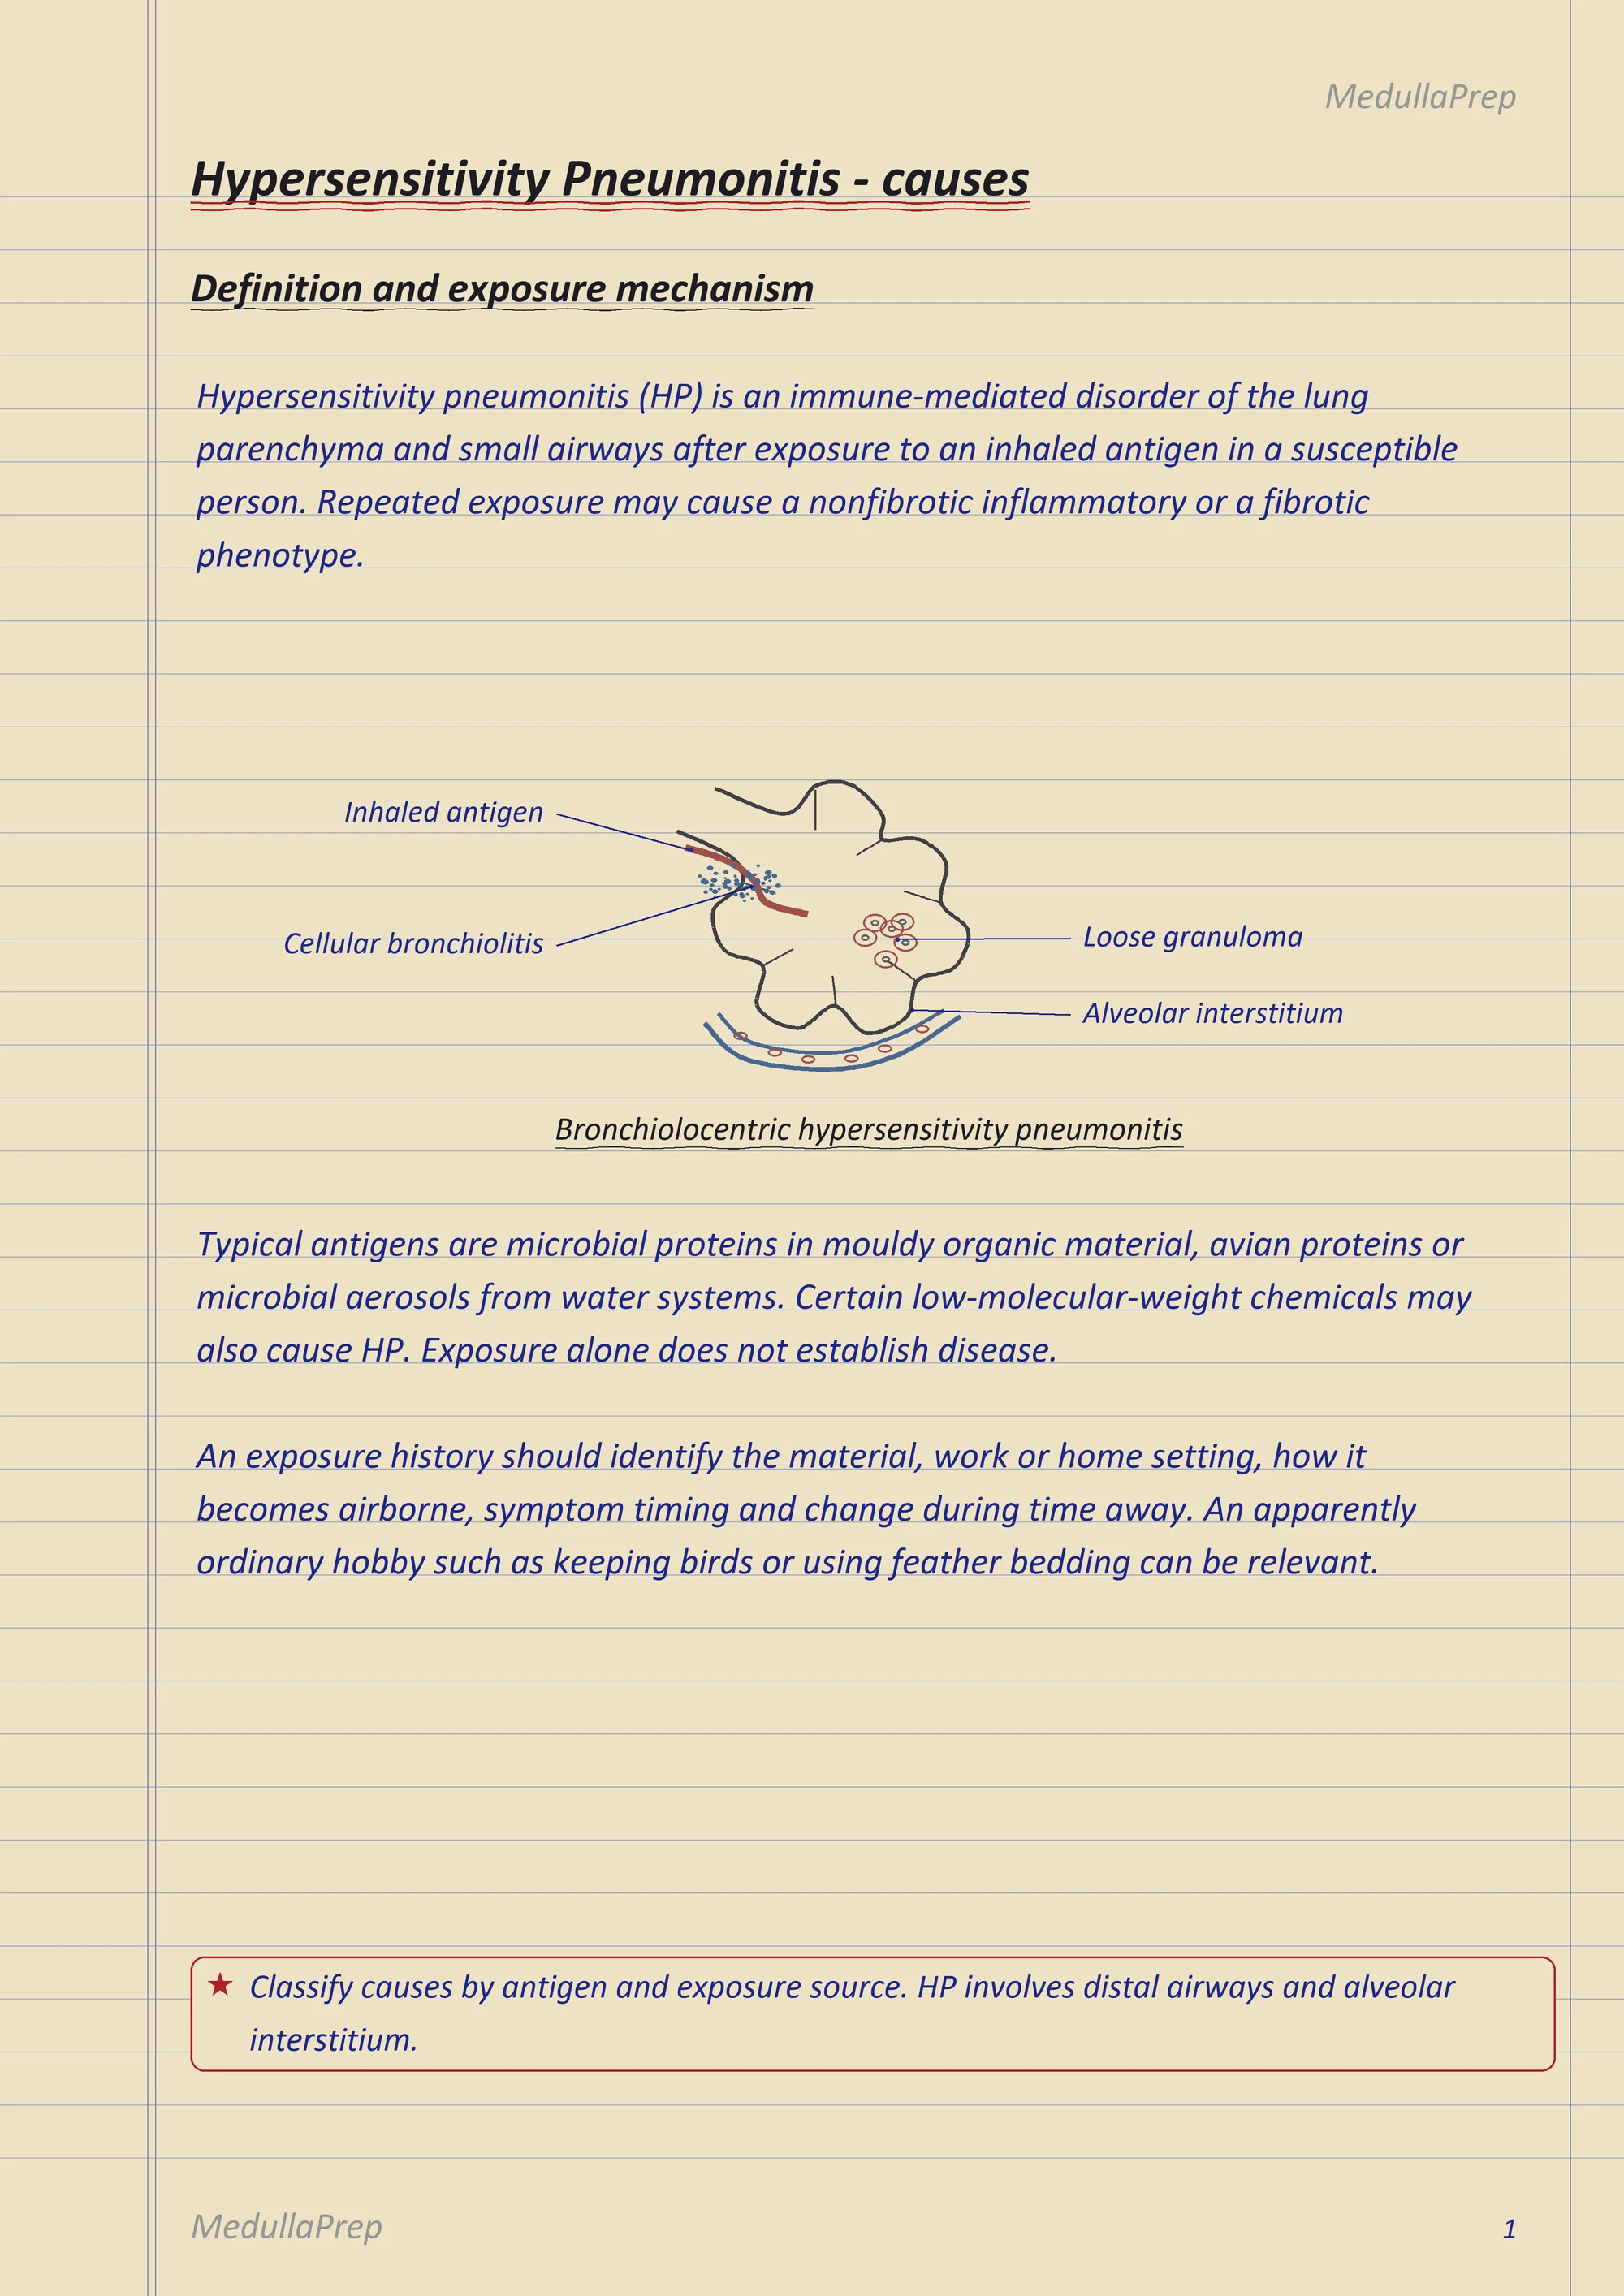 MedullaPrep
Hypersensitivity Pneumonitis - causes
Definition and exposure mechanism
Hypersensitivity pneumonitis (HP) is an immune-mediated disorder of the lung
parenchyma and small airways after exposure to an inhaled antigen in a susceptible
person. Repeated exposure may cause a nonfibrotic inflammatory or a fibrotic
phenotype.
Inhaled antigen
Cellular bronchiolitis
Loose granuloma
Alveolar interstitium
Bronchiolocentric hypersensitivity pneumonitis
Typical antigens are microbial proteins in mouldy organic material, avian proteins or
microbial aerosols from water systems. Certain low-molecular-weight chemicals may
also cause HP. Exposure alone does not establish disease.
An exposure history should identify the material, work or home setting, how it
becomes airborne, symptom timing and change during time away. An apparently
ordinary hobby such as keeping birds or using feather bedding can be relevant.
★ Classify causes by antigen and exposure source. HP involves distal airways and alveolar
interstitium.
MedullaPrep
1